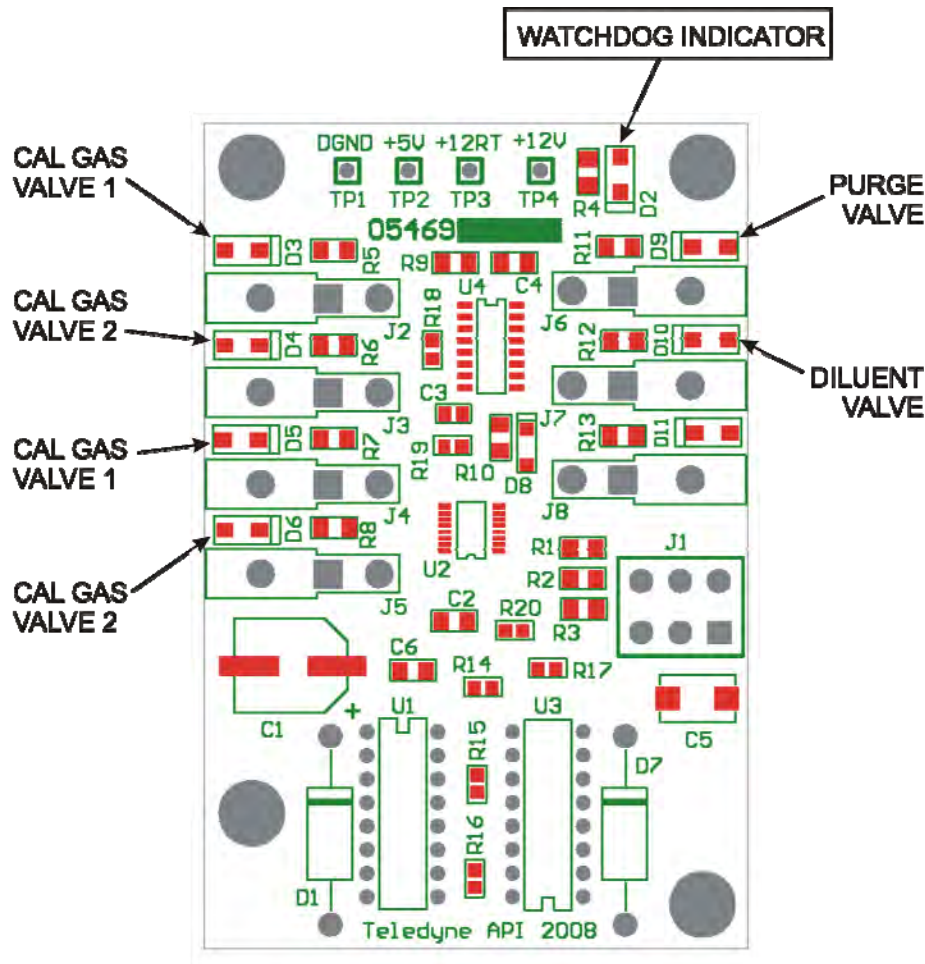 WATCHDOG INDICATOR
DGND +5V +12RT +12V
TP1 TP2 TP3 TP4
R4
D2
CAL GAS
VALVE 1
PURGE
VALVE
05469
D3
R5
R9
C4
R11
D9
U4
J2
R18
J6
CAL GAS
VALVE 2
D4
R6
R12
D10
DILUENT
VALVE
C3
J3
J7
CAL GAS
VALVE 1
D5
R7
R19
R10
D8
R13
D11
J4
J8
D6
R8
U2
R1
J1
CAL GAS
VALVE 2
J5
R2
C2
R20
R3
C6
R14
R17
C1
+
U1
U3
C5
R15
D7
R16
D1
Teledyne API 2008